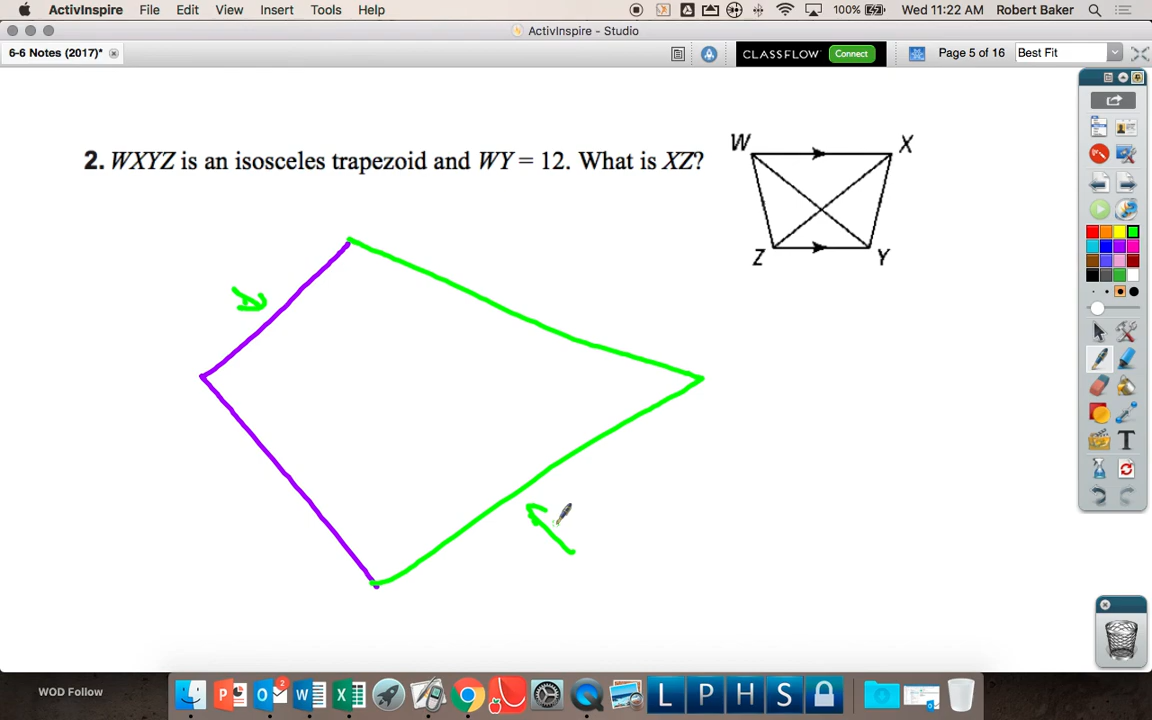 ActivInspire File Edit View Insert Tools Help 100% Wed 11:22 AM Robert Baker
ActivInspire - Studio
6-6 Notes (2017)* CLASSFLOW Connect Page 5 of 16 Best Fit
2. WXYZ is an isosceles trapezoid and WY = 12. What is XZ?
W X
Z Y
T
WOD Follow P O 2 W X L P H S